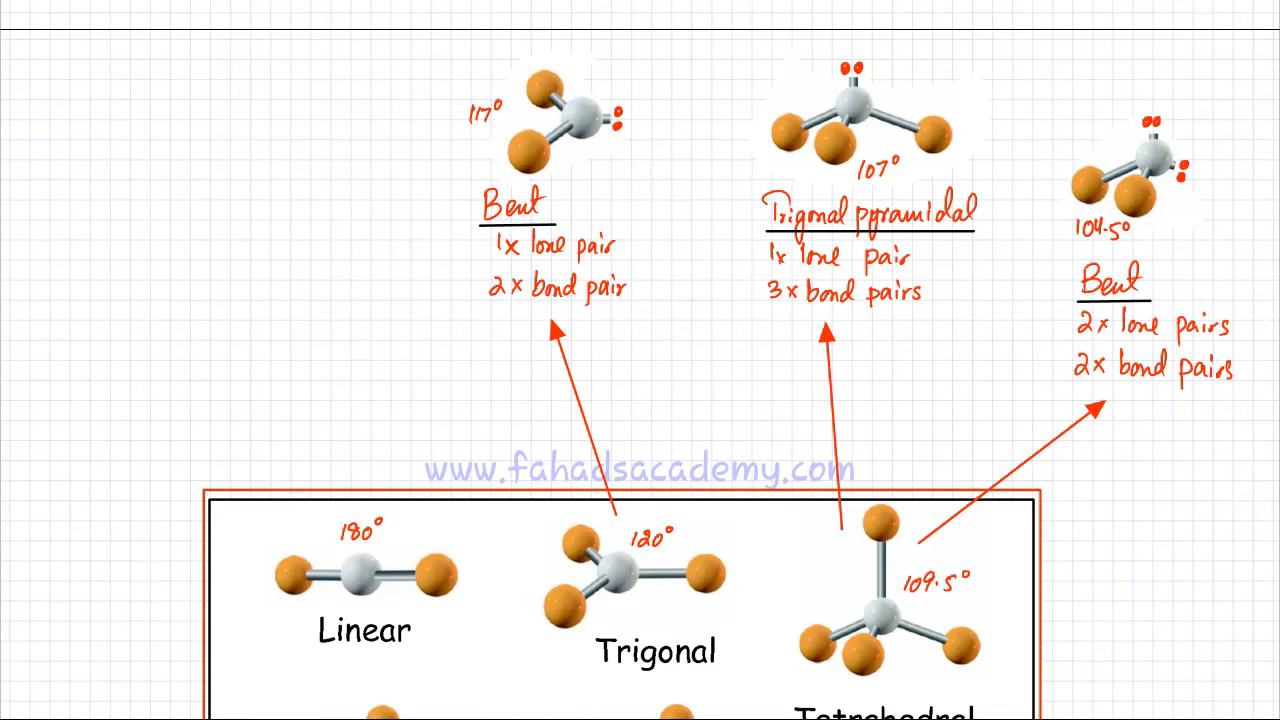 117°
Bent
1x lone pair
2x bond pair
107°
Trigonal pyramidal
1x lone pair
3x bond pairs
104.5°
Bent
2x lone pairs
2x bond pairs
www.fahadsacademy.com
180°
Linear
120°
Trigonal
109.5°
Tetrahedral